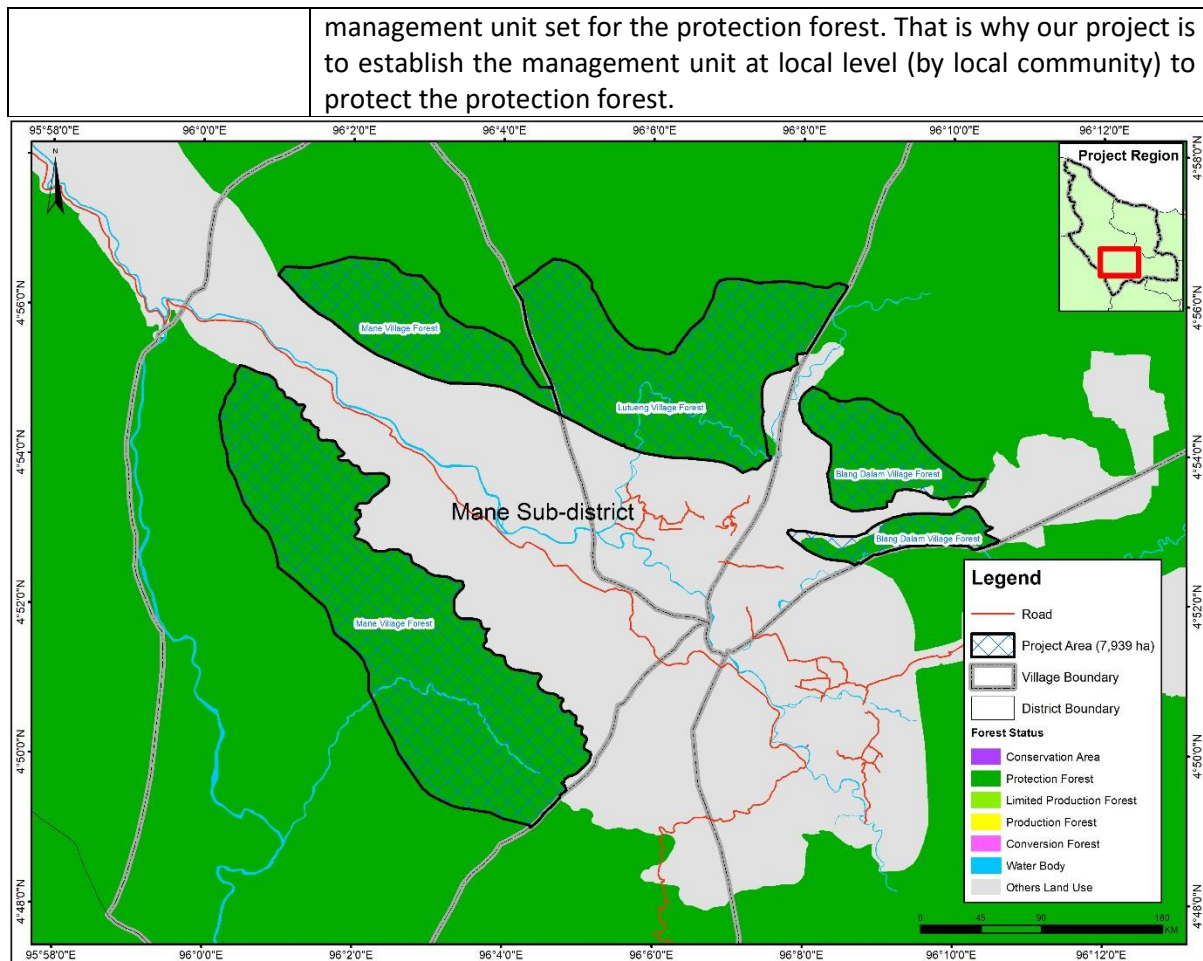 management unit set for the protection forest. That is why our project is
to establish the management unit at local level (by local community) to
protect the protection forest.
95°58'0"E 96°0'0"E 96°2'0"E 96°4'0"E 96°6'0"E 96°8'0"E 96°10'0"E 96°12'0"E
N
Project Region
4°58'0"N
4°56'0"N 4°56'0"N
Mane Village Forest
Lutueng Village Forest
4°54'0"N 4°54'0"N
Blang Dalam Village Forest
Mane Sub-district
Blang Dalam Village Forest
4°52'0"N 4°52'0"N
Mane Village Forest
4°50'0"N 4°50'0"N
4°48'0"N 4°48'0"N
Legend
Road
Project Area (7,939 ha)
Village Boundary
District Boundary
Forest Status
Conservation Area
Protection Forest
Limited Production Forest
Production Forest
Conversion Forest
Water Body
Others Land Use
0 45 90 180
KM
95°58'0"E 96°0'0"E 96°2'0"E 96°4'0"E 96°6'0"E 96°8'0"E 96°10'0"E 96°12'0"E